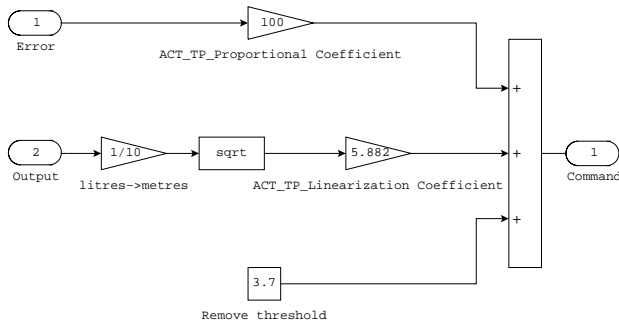 1
100
Error
ACT_TP_Proportional Coefficient
+
2
1/10
sqrt
5.882
+
1
Output
litres->metres
ACT_TP_Linearization Coefficient
Command
+
3.7
Remove threshold